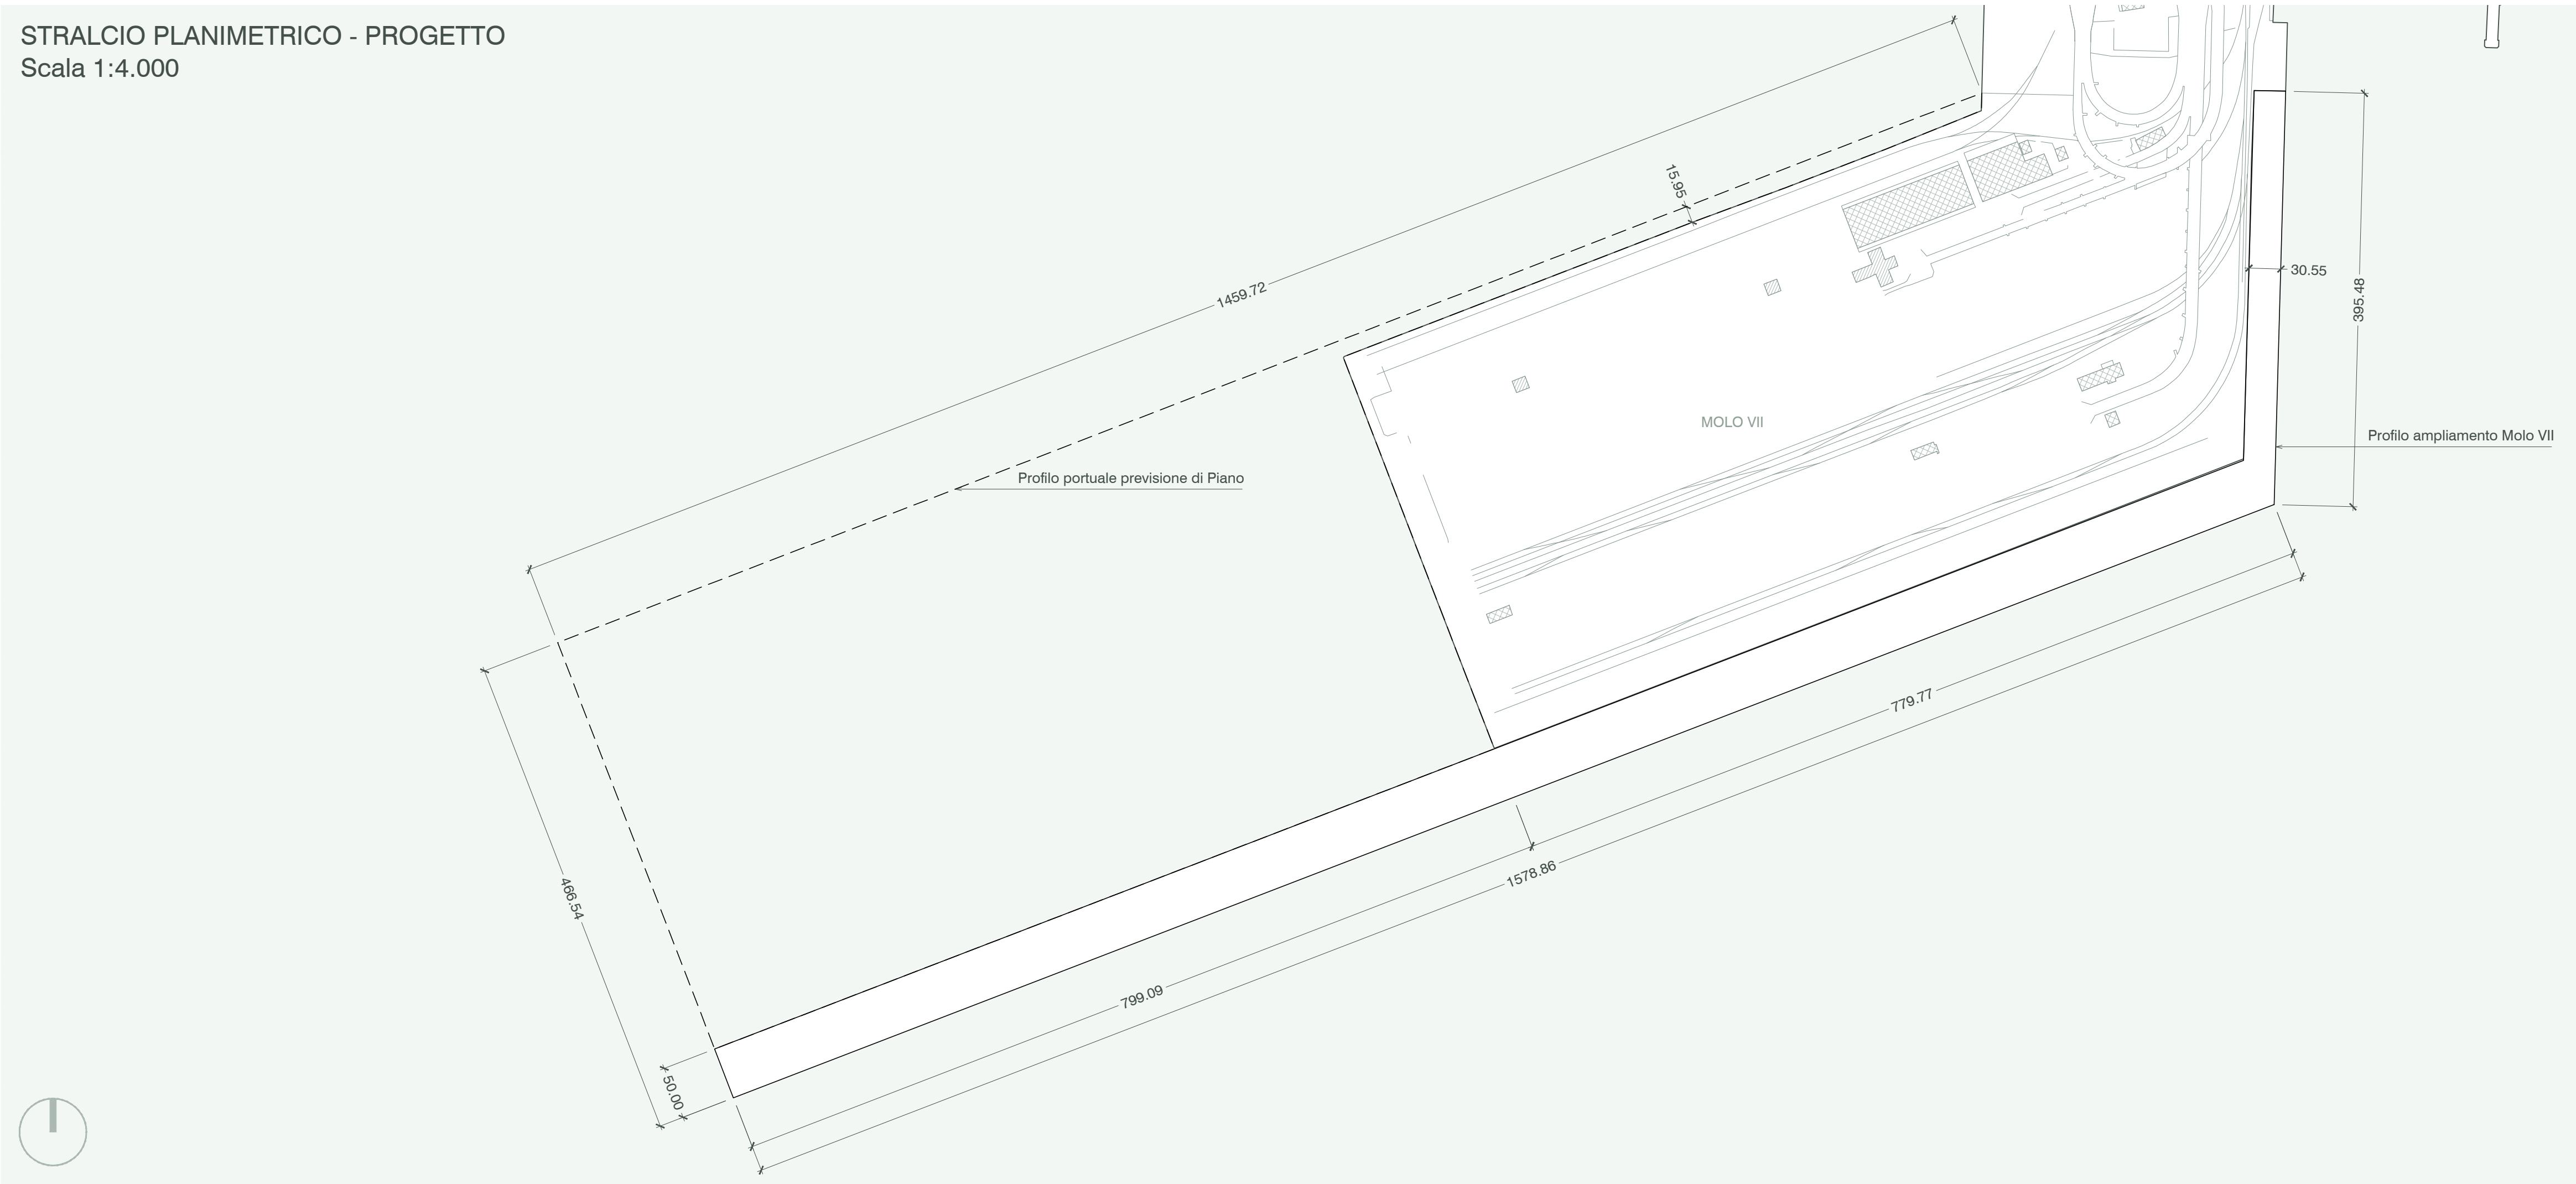 STRALCIO PLANIMETRICO - PROGETTO
Scala 1:4.000
15.95
1459.72
30.55
395.48
MOLO VII
Profilo ampliamento Molo VII
Profilo portuale previsione di Piano
779.77
1578.86
466.54
799.09
50.00